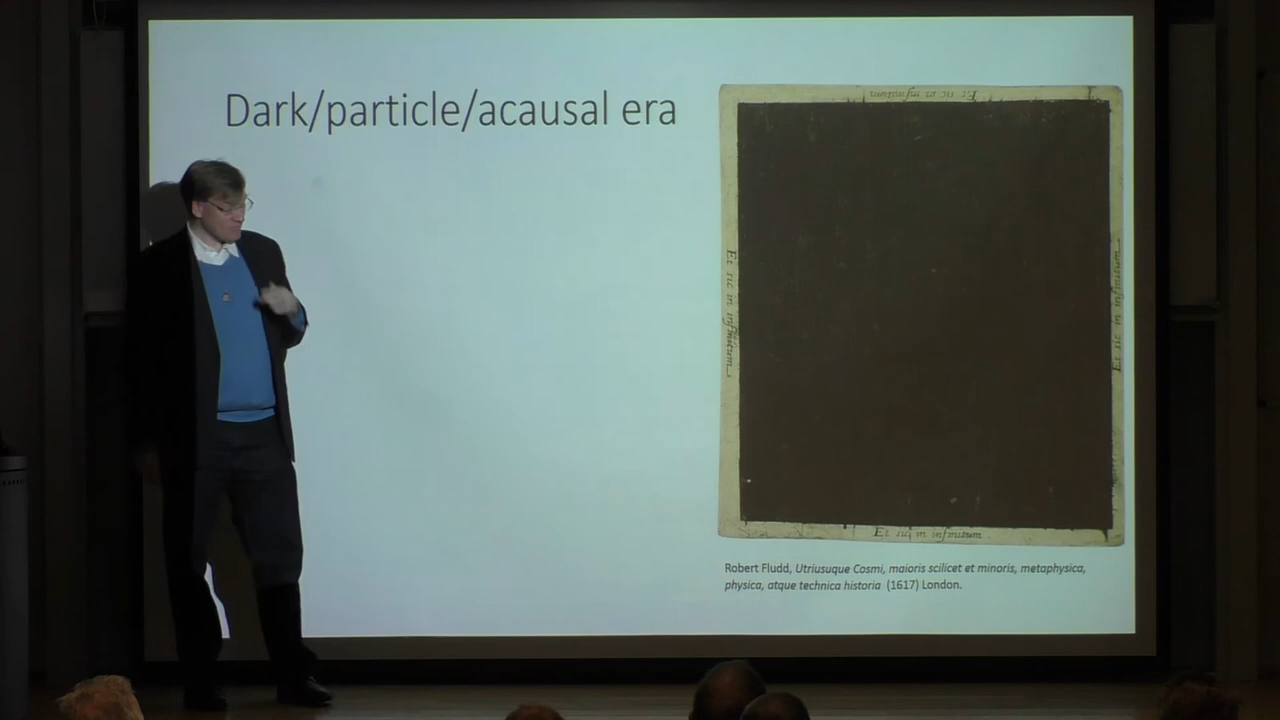 Dark/particle/acausal era
Et sic in infinitum
Et sic in infinitum
Et sic in infinitum
Et sic in infinitum
Robert Fludd, Utriusuque Cosmi, maioris scilicet et minoris, metaphysica,
physica, atque technica historia (1617) London.